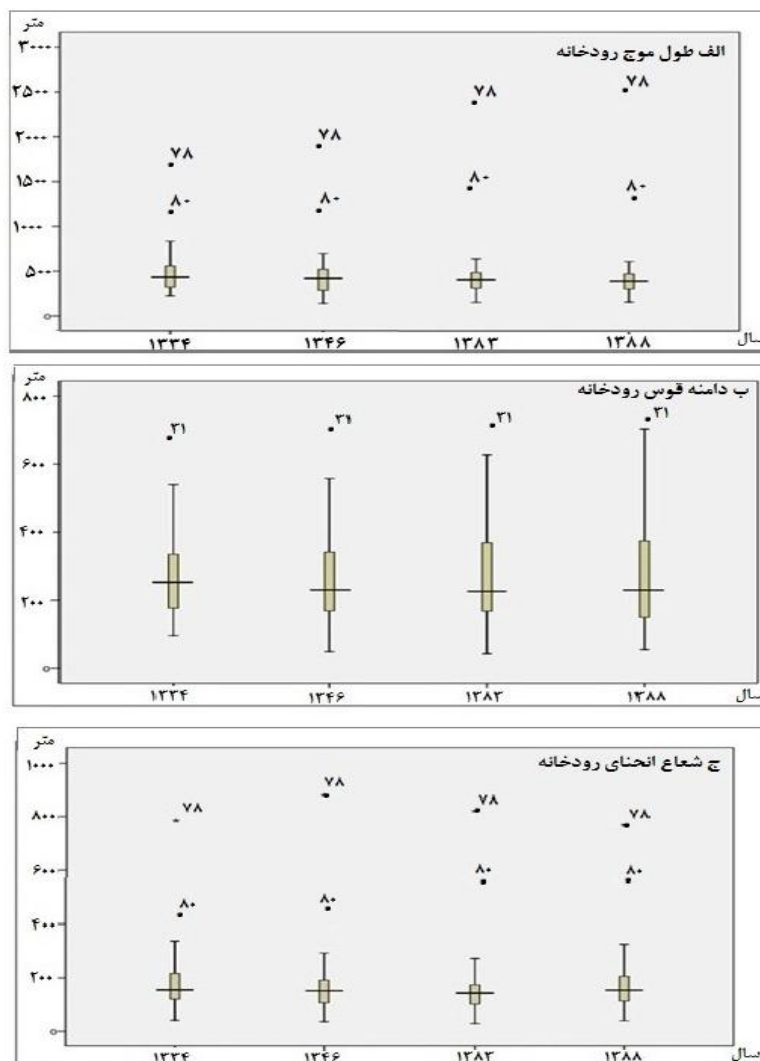 متر
الف طول موج رودخانه
۳۰۰۰
۲۵۰۰
۲۰۰۰
۱۵۰۰
۱۰۰۰
۵۰۰
۰
۷۸ ۷۸ ۷۸ ۷۸
۸۰ ۸۰ ۸۰ ۸۰
۱۳۳۴ ۱۳۴۶ ۱۳۸۳ ۱۳۸۸ سال
متر
ب دامنه قوس رودخانه
۸۰۰
۶۰۰
۴۰۰
۲۰۰
۰
۳۱ ۳۱ ۳۱ ۳۱
۱۳۳۴ ۱۳۴۶ ۱۳۸۳ ۱۳۸۸ سال
متر
ج شعاع انحنای رودخانه
۱۰۰۰
۸۰۰
۶۰۰
۴۰۰
۲۰۰
۰
۷۸ ۷۸ ۷۸ ۷۸
۸۰ ۸۰ ۸۰ ۸۰
۱۳۳۴ ۱۳۴۶ ۱۳۸۳ ۱۳۸۸ سال